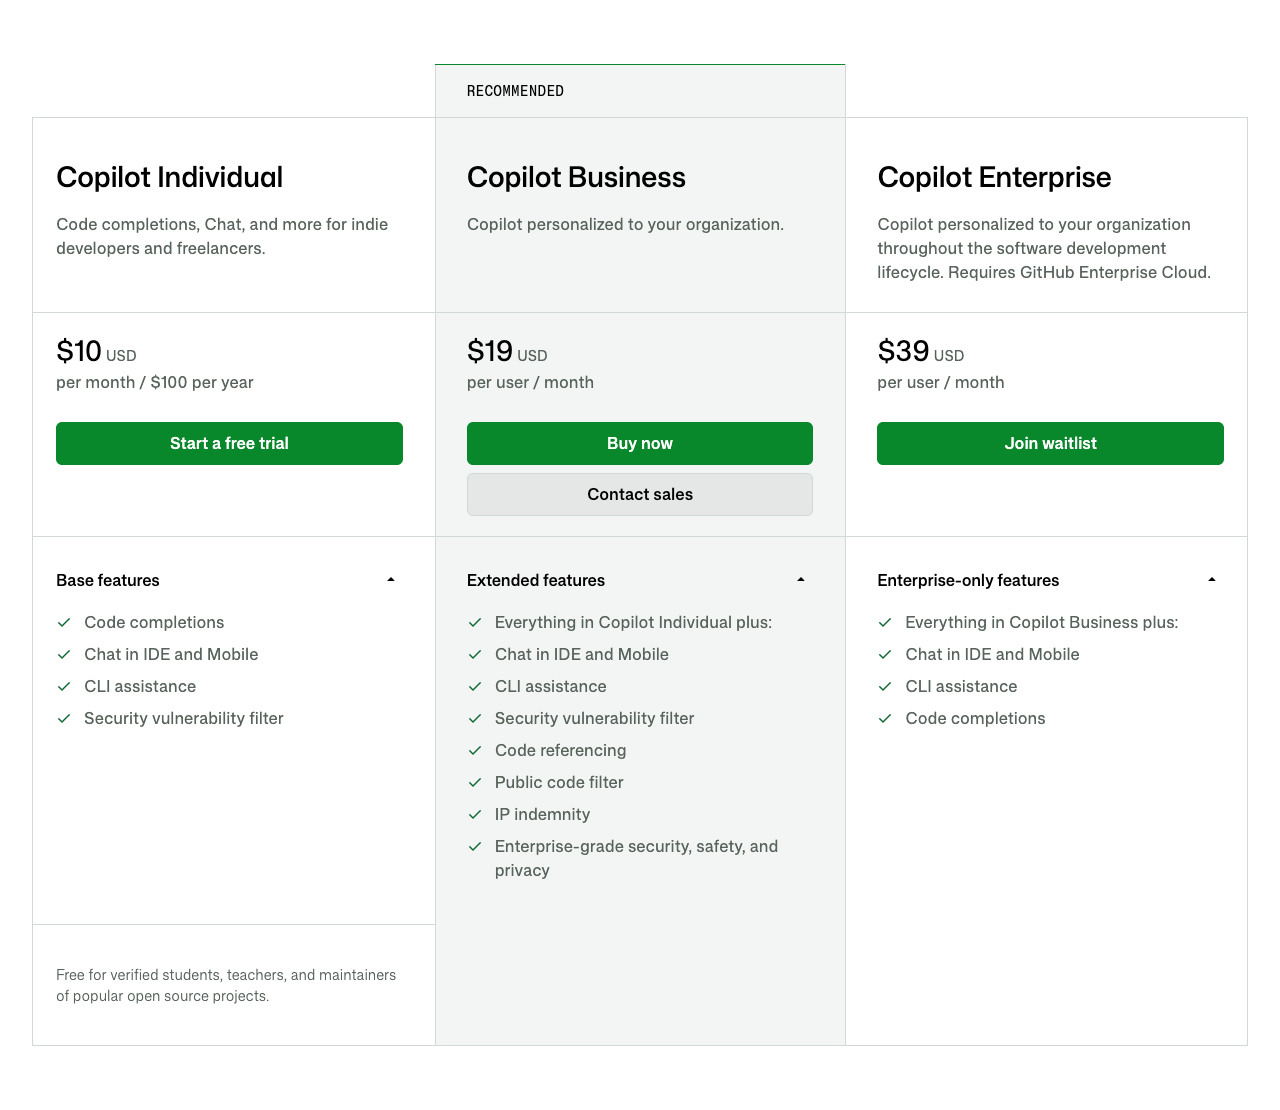 RECOMMENDED
Copilot Individual
Code completions, Chat, and more for indie
developers and freelancers.
$10 USD
per month / $100 per year
Start a free trial
Base features
Code completions
Chat in IDE and Mobile
CLI assistance
Security vulnerability filter
Free for verified students, teachers, and maintainers
of popular open source projects.
Copilot Business
Copilot personalized to your organization.
$19 USD
per user / month
Buy now
Contact sales
Extended features
Everything in Copilot Individual plus:
Chat in IDE and Mobile
CLI assistance
Security vulnerability filter
Code referencing
Public code filter
IP indemnity
Enterprise-grade security, safety, and
privacy
Copilot Enterprise
Copilot personalized to your organization
throughout the software development
lifecycle. Requires GitHub Enterprise Cloud.
$39 USD
per user / month
Join waitlist
Enterprise-only features
Everything in Copilot Business plus:
Chat in IDE and Mobile
CLI assistance
Code completions